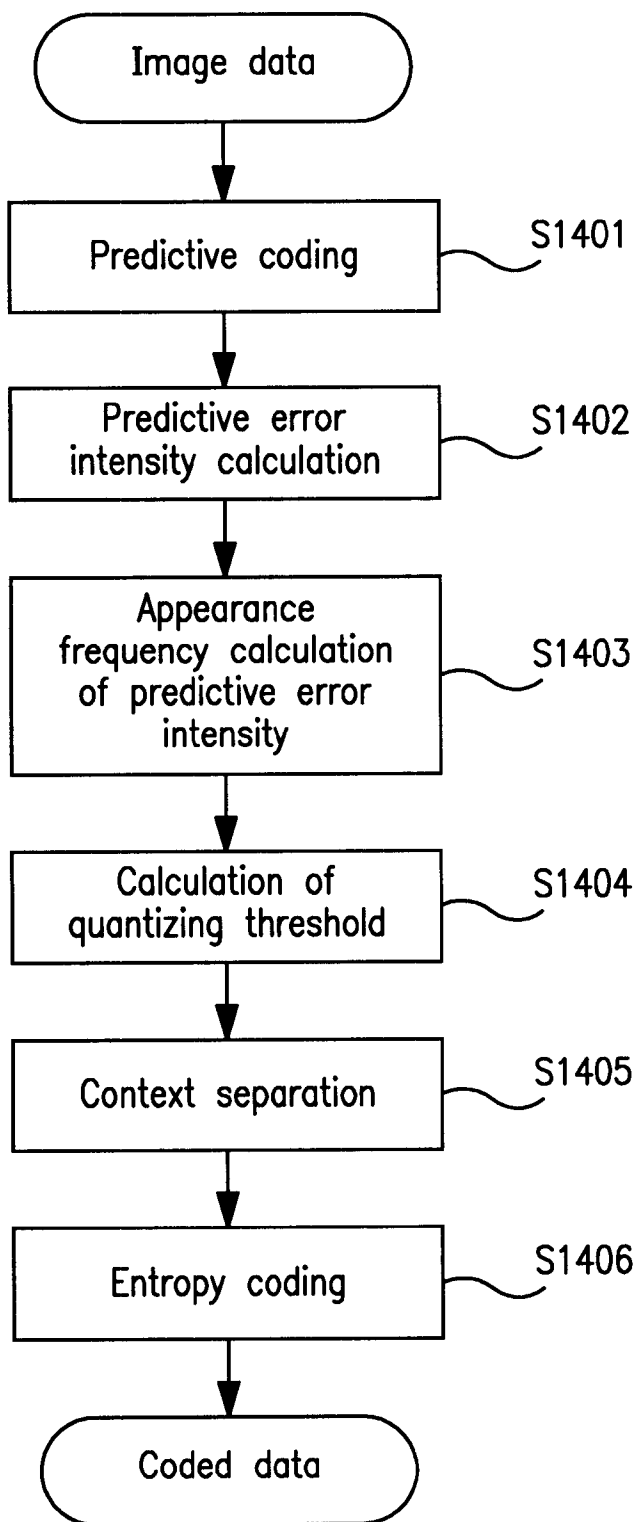 Image data
Predictive coding
S1401
Predictive error
intensity calculation
S1402
Appearance
frequency calculation
of predictive error
intensity
S1403
Calculation of
quantizing threshold
S1404
Context separation
S1405
Entropy coding
S1406
Coded data